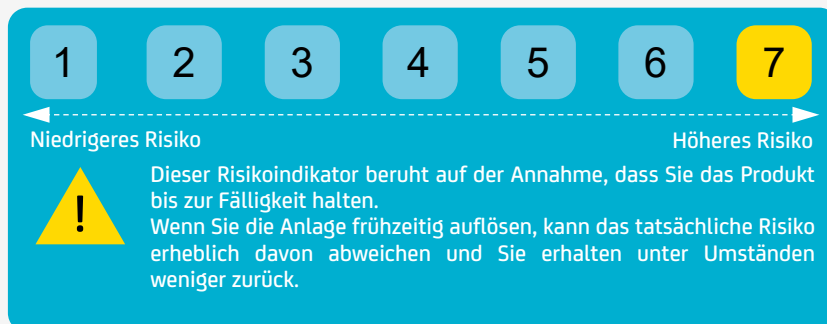 1 2 3 4 5 6 7
Niedrigeres Risiko Höheres Risiko
! Dieser Risikoindikator beruht auf der Annahme, dass Sie das Produkt
bis zur Fälligkeit halten.
Wenn Sie die Anlage frühzeitig auflösen, kann das tatsächliche Risiko
erheblich davon abweichen und Sie erhalten unter Umständen
weniger zurück.